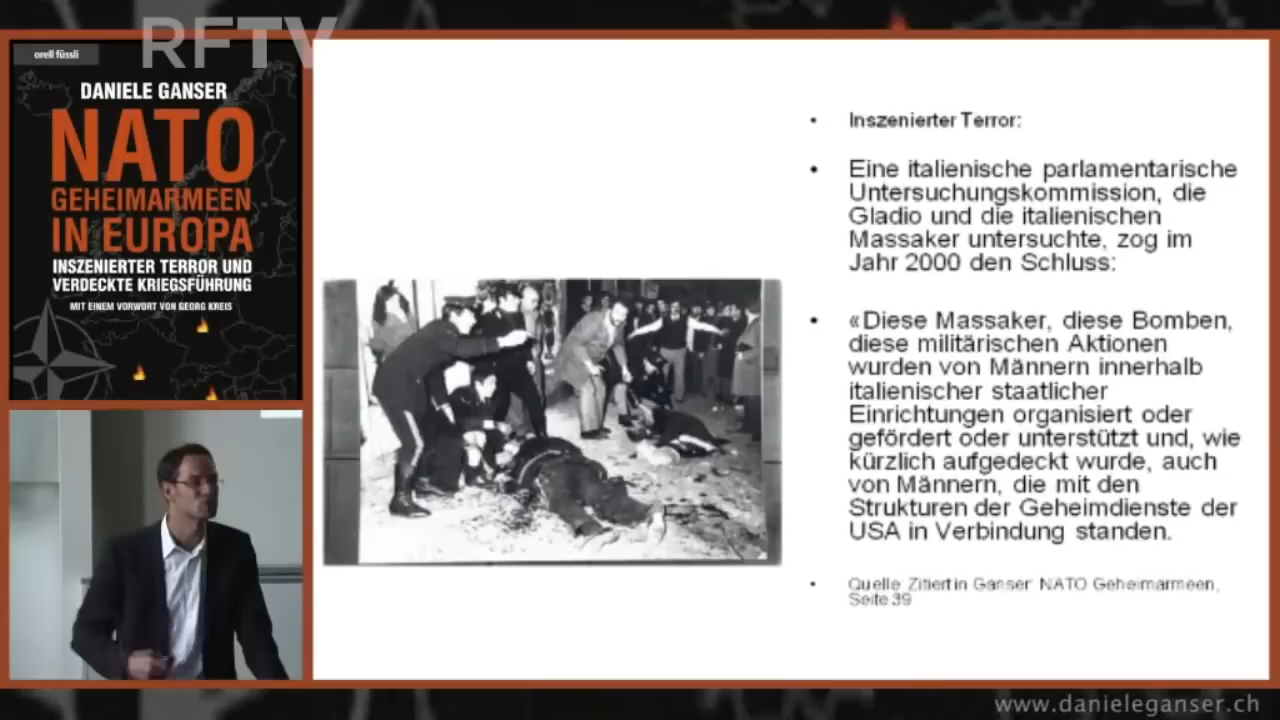 RFTV
orell füssli
DANIELE GANSER
NATO
GEHEIMARMEEN
IN EUROPA
INSZENIERTER TERROR UND
VERDECKTE KRIEGSFÜHRUNG
MIT EINEM VORWORT VON GEORG KREIS
• Inszenierter Terror:
• Eine italienische parlamentarische
Untersuchungskommission, die
Gladio und die italienischen
Massaker untersuchte, zog im
Jahr 2000 den Schluss:
• «Diese Massaker, diese Bomben,
diese militärischen Aktionen
wurden von Männern innerhalb
italienischer staatlicher
Einrichtungen organisiert oder
gefördert oder unterstützt und, wie
kürzlich aufgedeckt wurde, auch
von Männern, die mit den
Strukturen der Geheimdienste der
USA in Verbindung standen.
• Quelle: Zitiert in Ganser: NATO Geheimarmeen,
Seite 39
www.danieleganser.ch